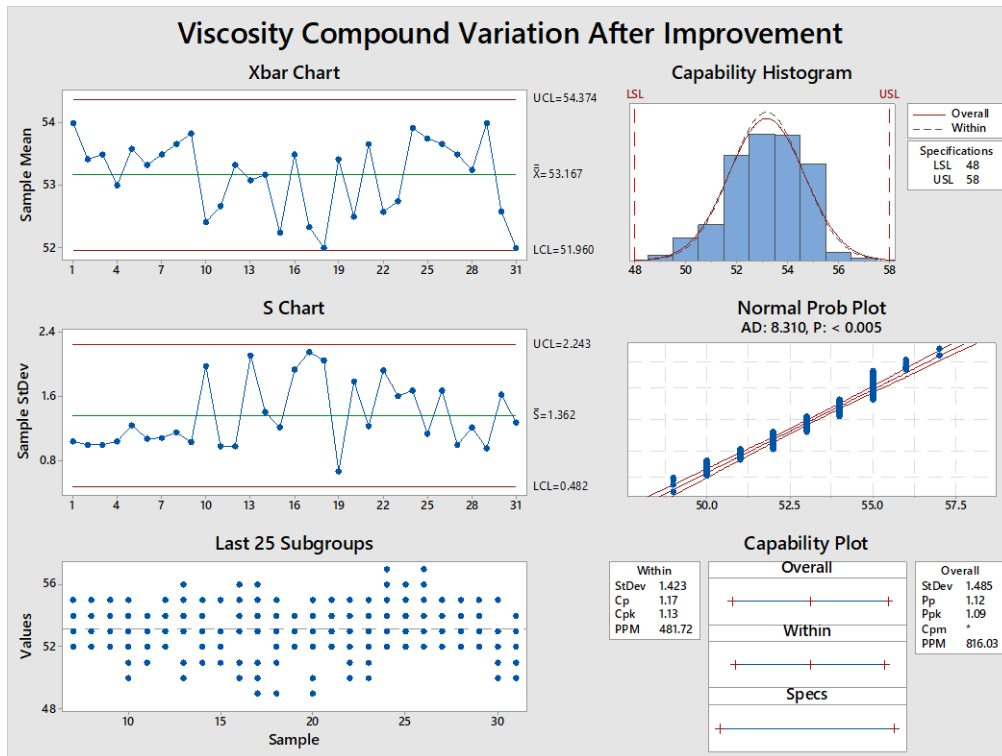 Viscosity Compound Variation After Improvement
Xbar Chart
Sample Mean
54
53
52
1 4 7 10 13 16 19 22 25 28 31
UCL=54.374
X̿=53.167
LCL=51.960
Capability Histogram
LSL USL
48 50 52 54 56 58
Overall
Within
Specifications
LSL 48
USL 58
S Chart
Sample StDev
2.4
1.6
0.8
1 4 7 10 13 16 19 22 25 28 31
UCL=2.243
S̄=1.362
LCL=0.482
Normal Prob Plot
AD: 8.310, P: < 0.005
50.0 52.5 55.0 57.5
Last 25 Subgroups
Values
56
52
48
10 15 20 25 30
Sample
Capability Plot
Within
StDev 1.423
Cp 1.17
Cpk 1.13
PPM 481.72
Overall
Within
Specs
Overall
StDev 1.485
Pp 1.12
Ppk 1.09
Cpm *
PPM 816.03